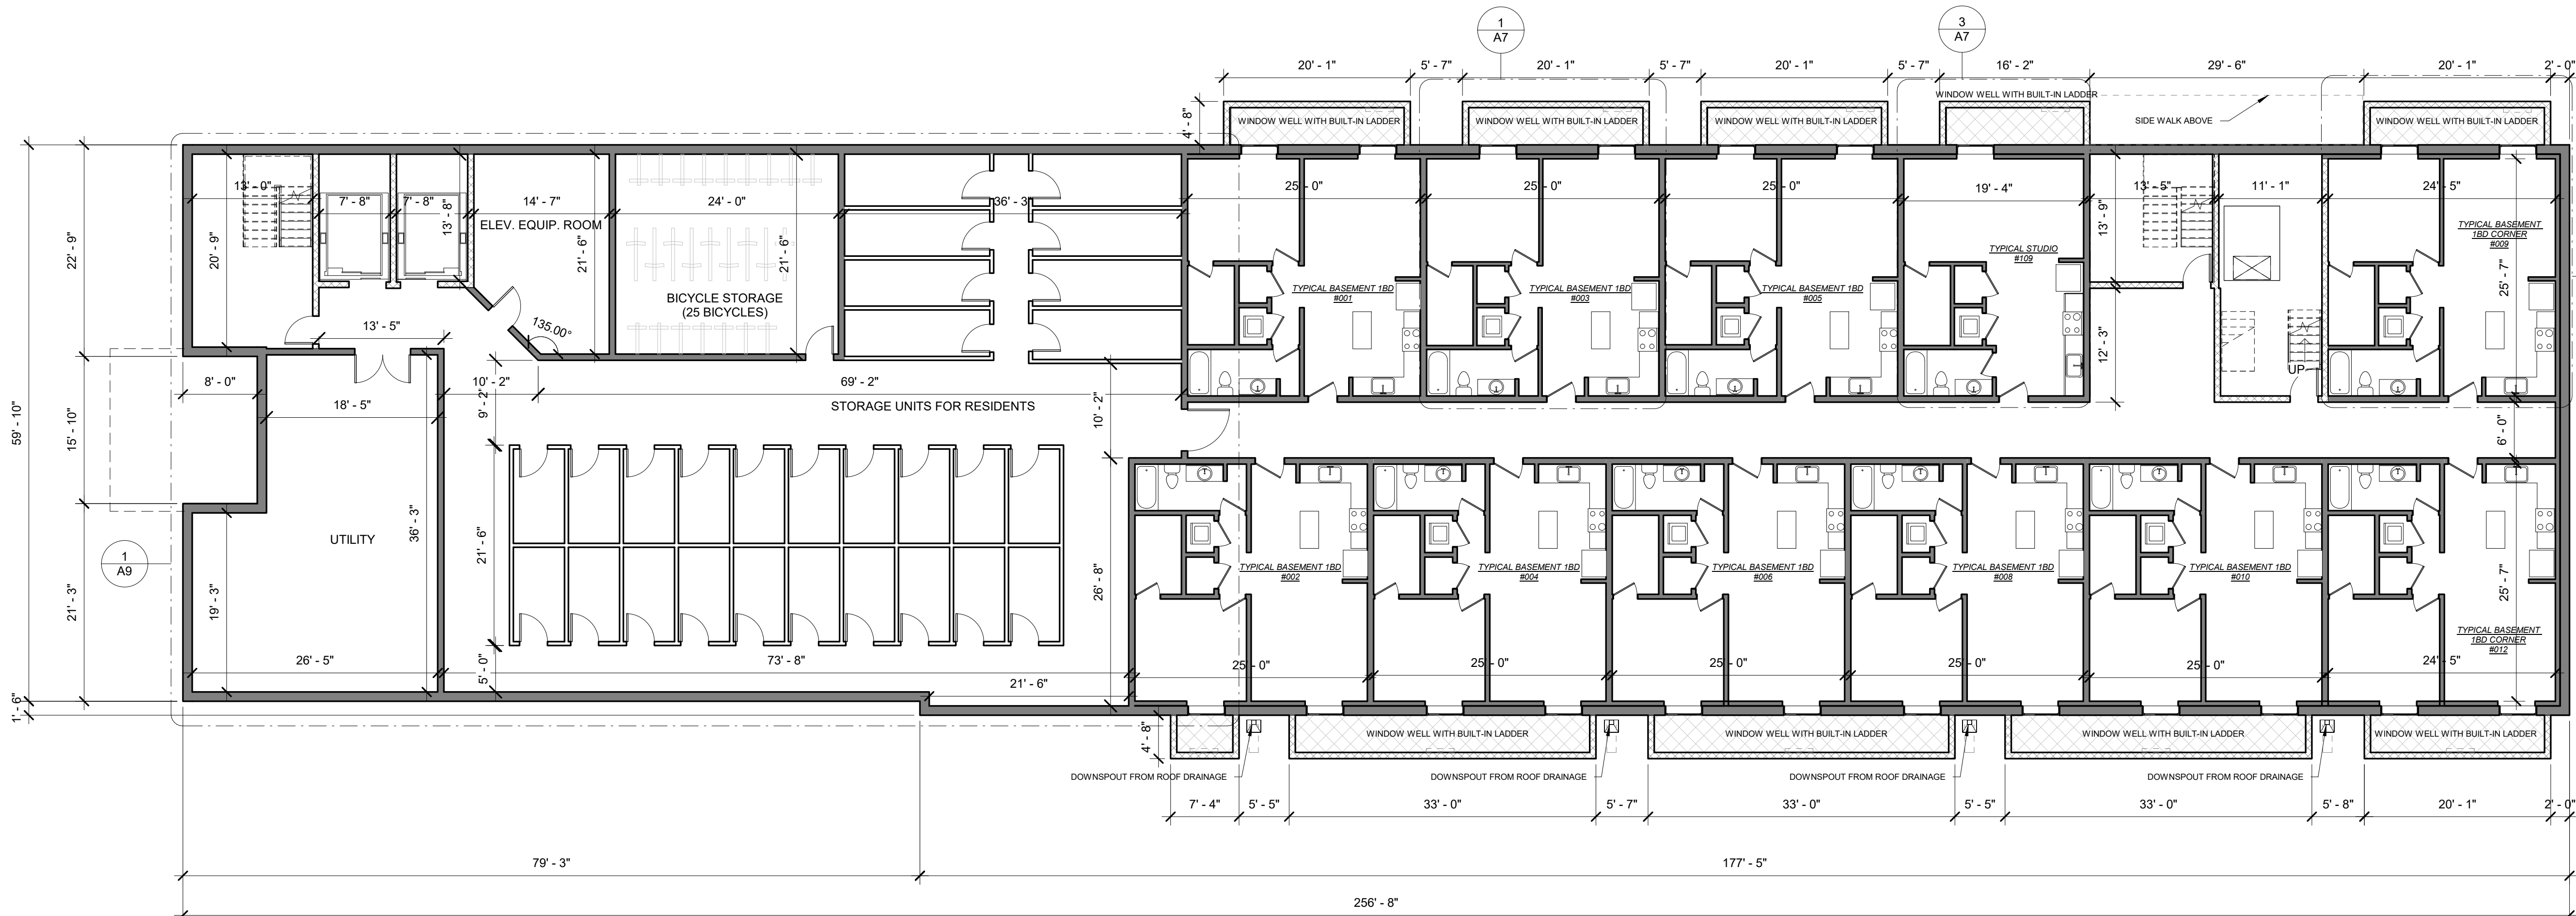 1
A7
3
A7
20' - 1"
5' - 7"
20' - 1"
5' - 7"
20' - 1"
5' - 7"
16' - 2"
29' - 6"
20' - 1"
2' - 0"
WINDOW WELL WITH BUILT-IN LADDER
SIDE WALK ABOVE
4' - 8"
WINDOW WELL WITH BUILT-IN LADDER
WINDOW WELL WITH BUILT-IN LADDER
WINDOW WELL WITH BUILT-IN LADDER
WINDOW WELL WITH BUILT-IN LADDER
13' - 0"
7' - 8"
7' - 8"
13' - 8"
14' - 7"
24' - 0"
36' - 3"
25' - 0"
25' - 0"
25' - 0"
19' - 4"
13' - 5"
11' - 1"
24' - 5"
ELEV. EQUIP. ROOM
20' - 9"
21' - 6"
21' - 6"
22' - 9"
13' - 9"
TYPICAL BASEMENT
1BD CORNER
#009
TYPICAL STUDIO
#109
25' - 7"
BICYCLE STORAGE
(25 BICYCLES)
TYPICAL BASEMENT 1BD
#001
TYPICAL BASEMENT 1BD
#003
TYPICAL BASEMENT 1BD
#005
13' - 5"
135.00°
12' - 3"
UP
8' - 0"
10' - 2"
69' - 2"
9' - 2"
18' - 5"
STORAGE UNITS FOR RESIDENTS
10' - 2"
6' - 0"
59' - 10"
15' - 10"
UTILITY
36' - 3"
21' - 6"
26' - 8"
1
A9
TYPICAL BASEMENT 1BD
#002
TYPICAL BASEMENT 1BD
#004
TYPICAL BASEMENT 1BD
#006
TYPICAL BASEMENT 1BD
#008
TYPICAL BASEMENT 1BD
#010
25' - 7"
21' - 3"
19' - 3"
TYPICAL BASEMENT
1BD CORNER
#012
26' - 5"
73' - 8"
5' - 0"
21' - 6"
25' - 0"
25' - 0"
25' - 0"
25' - 0"
25' - 0"
24' - 5"
1' - 6"
4' - 8"
WINDOW WELL WITH BUILT-IN LADDER
WINDOW WELL WITH BUILT-IN LADDER
WINDOW WELL WITH BUILT-IN LADDER
WINDOW WELL WITH BUILT-IN LADDER
DOWNSPOUT FROM ROOF DRAINAGE
DOWNSPOUT FROM ROOF DRAINAGE
DOWNSPOUT FROM ROOF DRAINAGE
DOWNSPOUT FROM ROOF DRAINAGE
7' - 4"
5' - 5"
33' - 0"
5' - 7"
33' - 0"
5' - 5"
33' - 0"
5' - 8"
20' - 1"
2' - 0"
79' - 3"
177' - 5"
256' - 8"